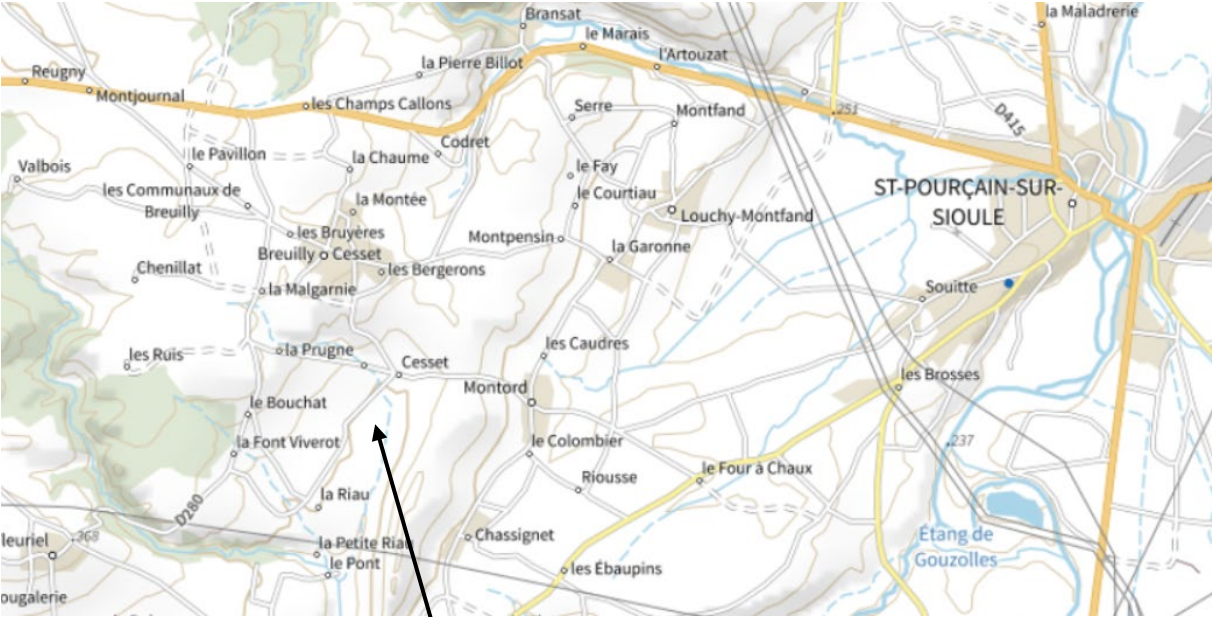 Bransat
la Maladrerie
le Marais
l'Artouzat
la Pierre Billot
Reugny
Montjournal
les Champs Callons
Serre
Montfand
251
D415
Codret
le Pavillon
la Chaume
Valbois
le Fay
les Communaux de
Breuilly
la Montée
le Courtiau
ST-POURÇAIN-SUR-
SIOULE
Louchy-Montfand
les Bruyères
Montpensin
la Garonne
Breuilly
Cesset
Chenillat
les Bergerons
la Malgarnie
Souitte
les Caudres
la Prugne
les Ruis
Cesset
Montord
les Brosses
le Bouchat
la Font Viverot
le Colombier
237
le Four à Chaux
Riousse
la Riau
D280
Chassignet
leuriel
368
la Petite Riau
le Pont
Étang de
Gouzolles
les Ébaupins
ougalerie